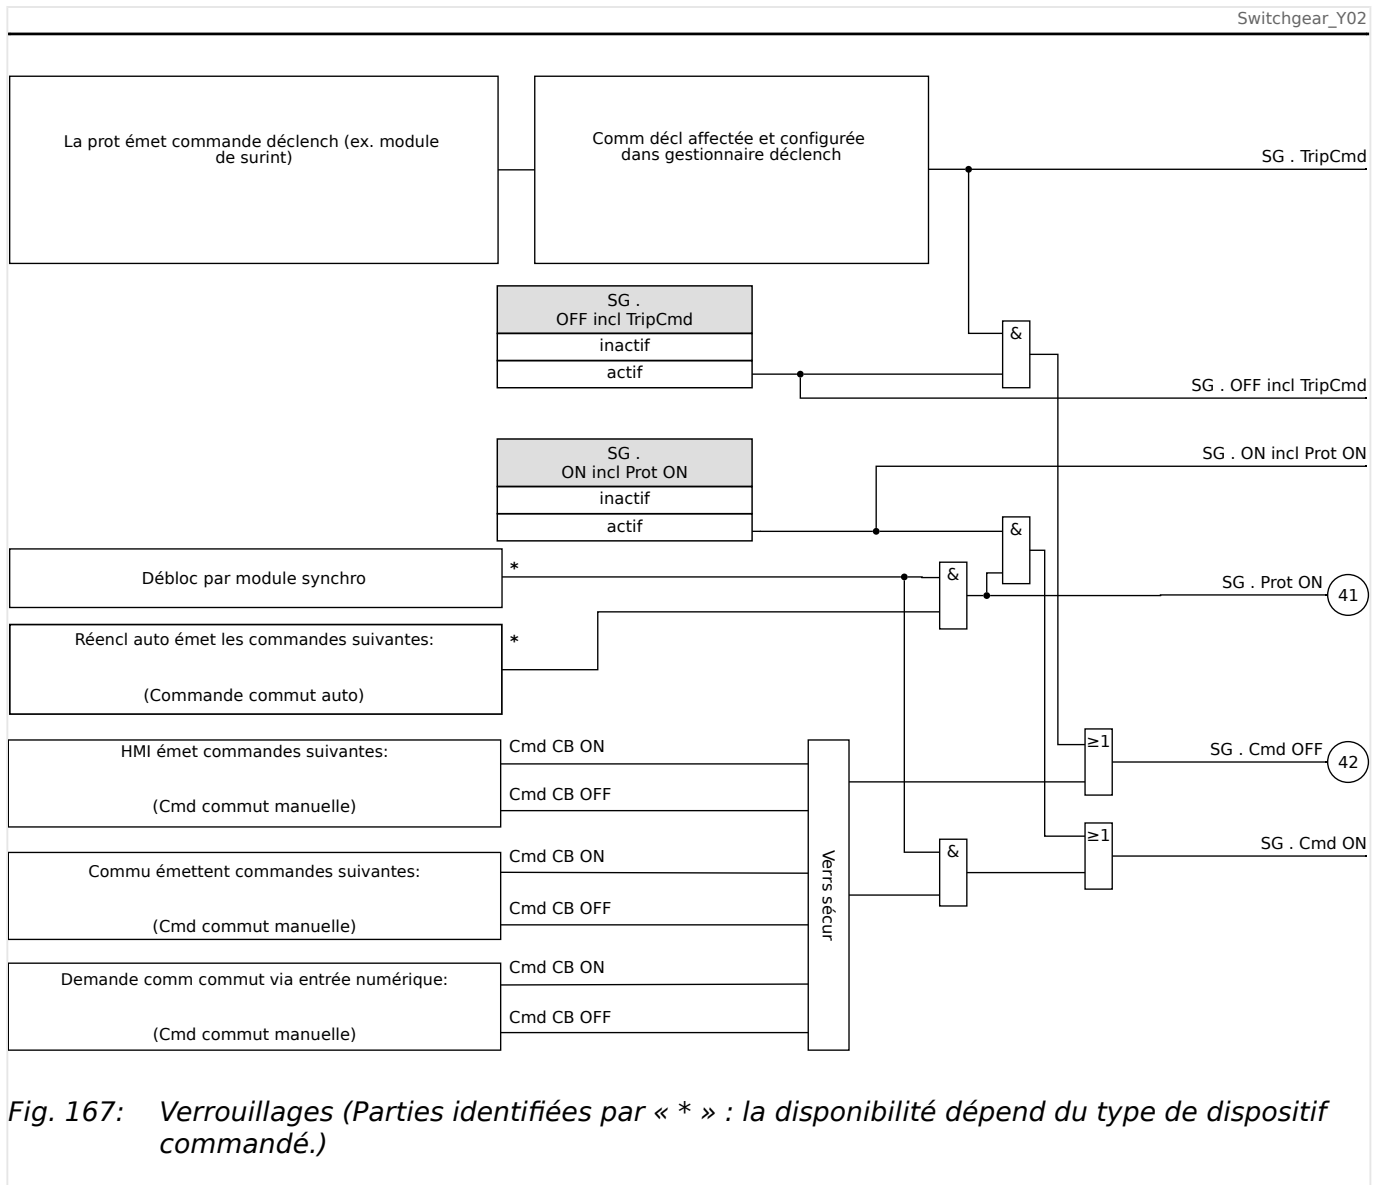 Switchgear_Y02
La prot émet commande déclench (ex. module
de surint)
Comm décl affectée et configurée
dans gestionnaire déclench
SG . TripCmd
SG .
OFF incl TripCmd
inactif
actif
&
SG . OFF incl TripCmd
SG .
ON incl Prot ON
inactif
actif
SG . ON incl Prot ON
&
Débloc par module synchro
*
&
SG . Prot ON
41
Réencl auto émet les commandes suivantes:
(Commande commut auto)
*
HMI émet commandes suivantes:
(Cmd commut manuelle)
Cmd CB ON
Cmd CB OFF
≥1
SG . Cmd OFF
42
Commu émettent commandes suivantes:
(Cmd commut manuelle)
Cmd CB ON
Cmd CB OFF
Verrs sécur
&
≥1
SG . Cmd ON
Demande comm commut via entrée numérique:
(Cmd commut manuelle)
Cmd CB ON
Cmd CB OFF
Fig. 167: Verrouillages (Parties identifiées par « * » : la disponibilité dépend du type de dispositif
commandé.)